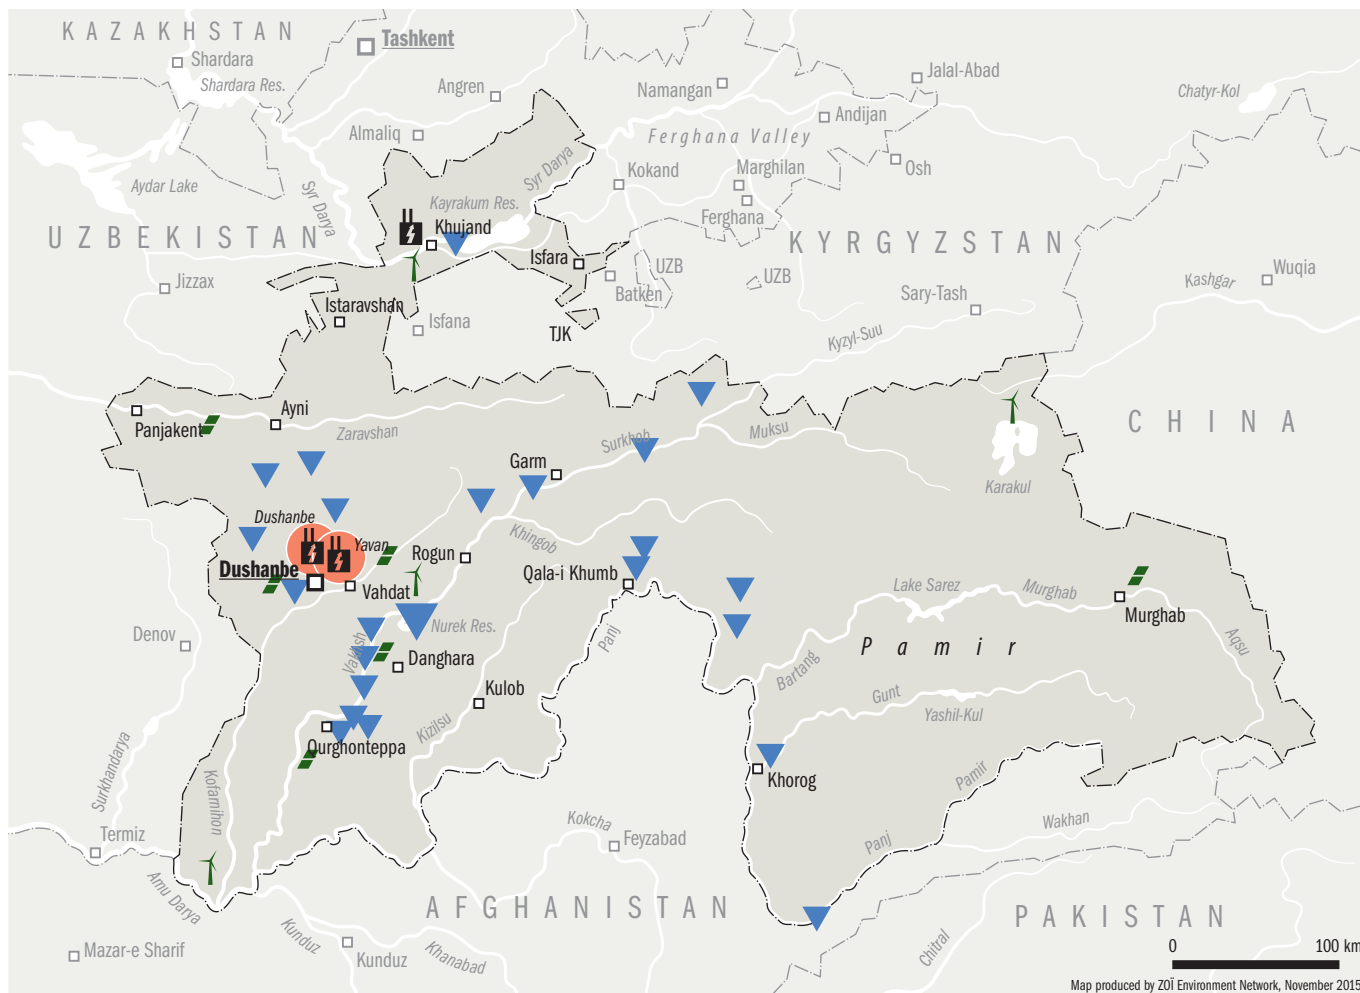 KAZAKHSTAN
Tashkent
Shardara
Shardara Res.
Angren
Namangan
Jalal-Abad
Chatyr-Kol
Almaliq
Andijan
Ferghana Valley
Osh
Aydar Lake
Syr Darya
Syr Darya
Kokand
Marghilan
Kayrakum Res.
Ferghana
UZBEKISTAN
Khujand
KYRGYZSTAN
Isfara
UZB
UZB
Batken
Wuqia
Kashgar
Jizzax
Sary-Tash
Istaravshan
Isfana
TJK
Kyzyl-Suu
Panjakent
Ayni
Zaravshan
Surkhob
Muksu
CHINA
Garm
Karakul
Dushanbe
Yavan
Khingob
Rogun
Dushanbe
Vahdat
Qala-i Khumb
Lake Sarez
Murghab
Murghab
Denov
Nurek Res.
Panj
Pamir
Aqsu
Vakhsh
Danghara
Bartang
Kulob
Gunt
Yashil-Kul
Kizilsu
Qurghonteppa
Khorog
Pamir
Surkhandarya
Kofarnihon
Kokcha
Feyzabad
Panj
Wakhan
Termiz
Amu Darya
AFGHANISTAN
PAKISTAN
Mazar-e Sharif
Kunduz
Kunduz
Khanabad
Chitral
0 100 km
Map produced by ZOÏ Environment Network, November 2015